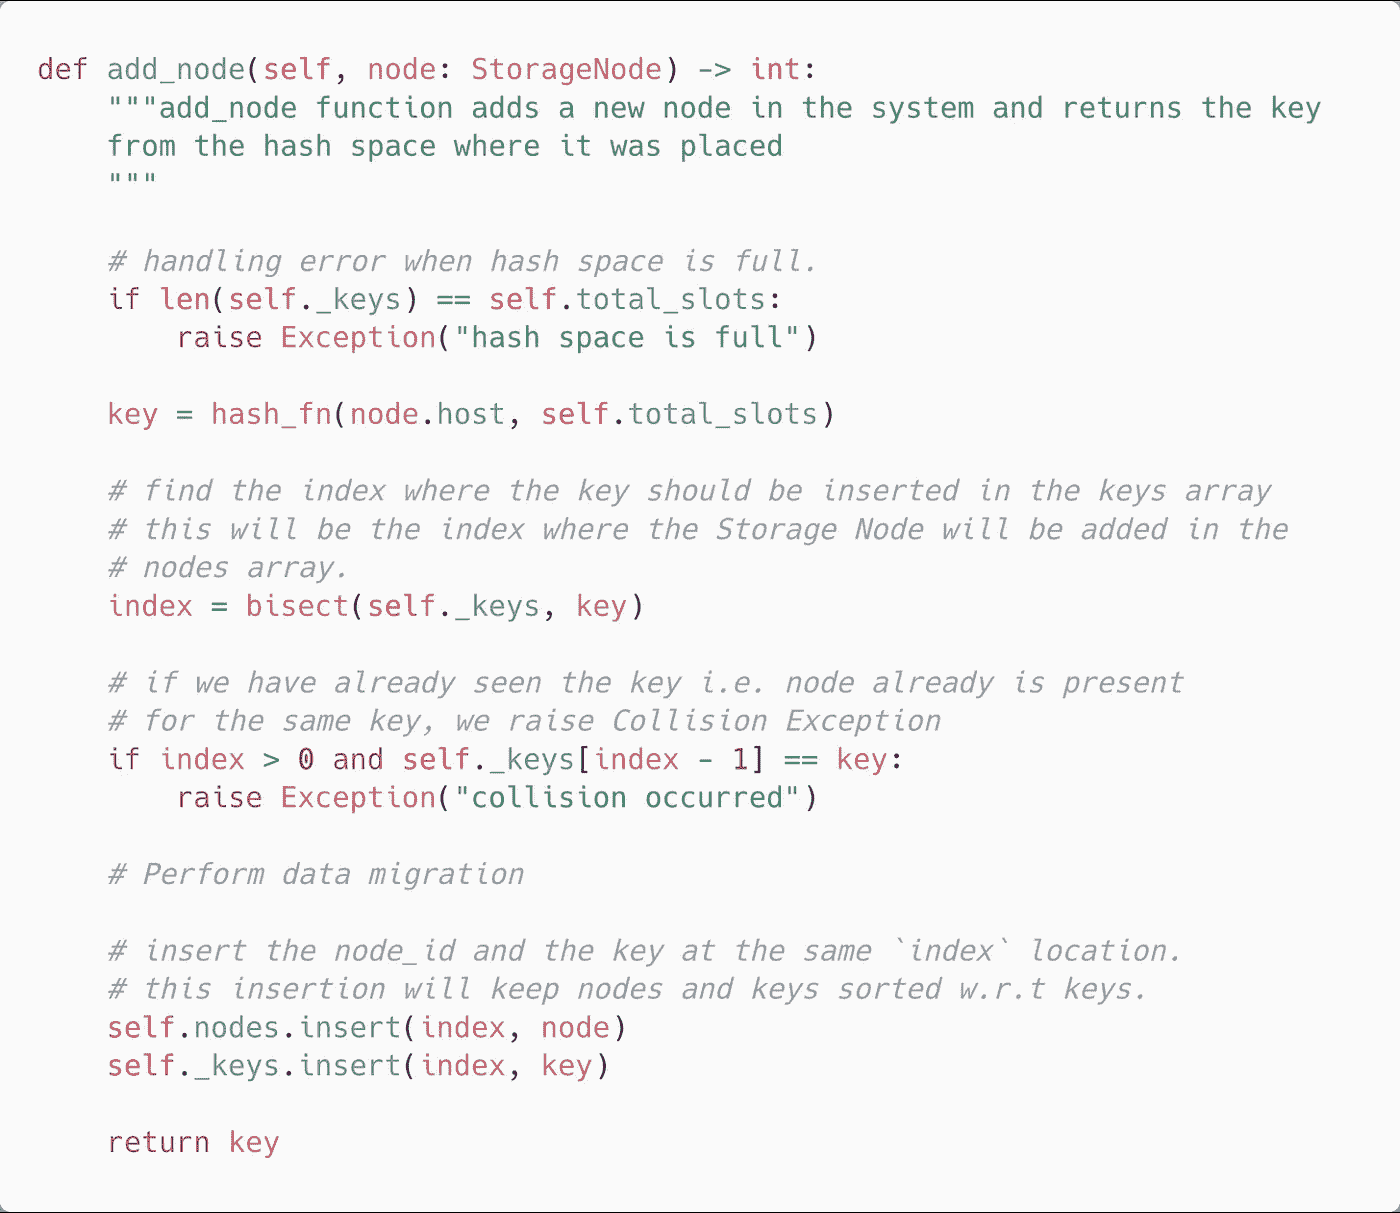 def add_node(self, node: StorageNode) -> int:
    """add_node function adds a new node in the system and returns the key
    from the hash space where it was placed
    """

    # handling error when hash space is full.
    if len(self._keys) == self.total_slots:
        raise Exception("hash space is full")

    key = hash_fn(node.host, self.total_slots)

    # find the index where the key should be inserted in the keys array
    # this will be the index where the Storage Node will be added in the
    # nodes array.
    index = bisect(self._keys, key)

    # if we have already seen the key i.e. node already is present
    # for the same key, we raise Collision Exception
    if index > 0 and self._keys[index - 1] == key:
        raise Exception("collision occurred")

    # Perform data migration

    # insert the node_id and the key at the same `index` location.
    # this insertion will keep nodes and keys sorted w.r.t keys.
    self.nodes.insert(index, node)
    self._keys.insert(index, key)

    return key